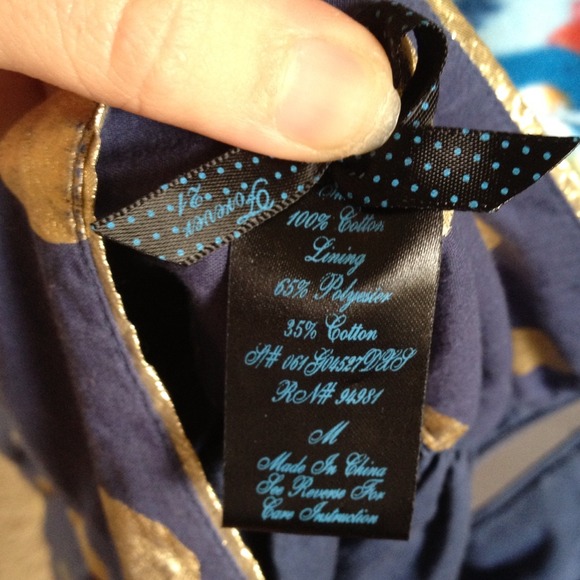 Forever
21
100% Cotton
Lining
65% Polyester
35% Cotton
S# 061G04527DXS
RN# 94981
M
Made In China
See Reverse For
Care Instruction